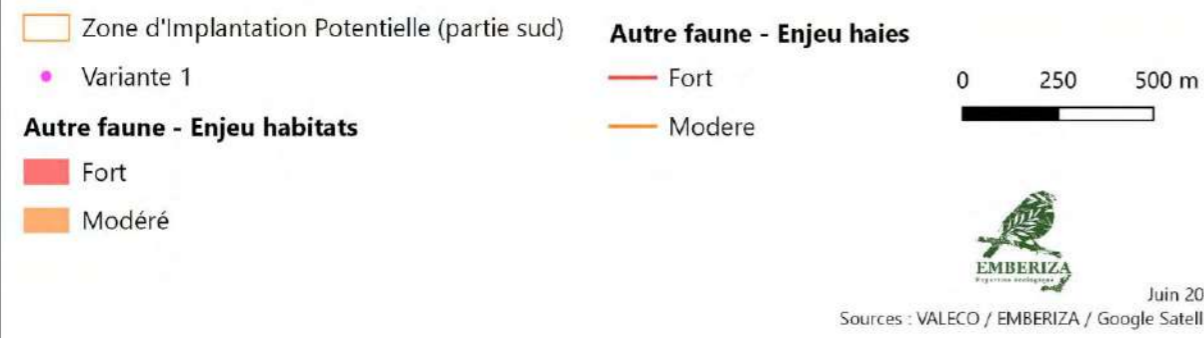 Zone d'Implantation Potentielle (partie sud)
Variante 1
Autre faune - Enjeu habitats
Fort
Modéré
Autre faune - Enjeu haies
Fort
Modere
0 250 500 m
EMBERIZA
Juin 20
Sources : VALECO / EMBERIZA / Google Satell